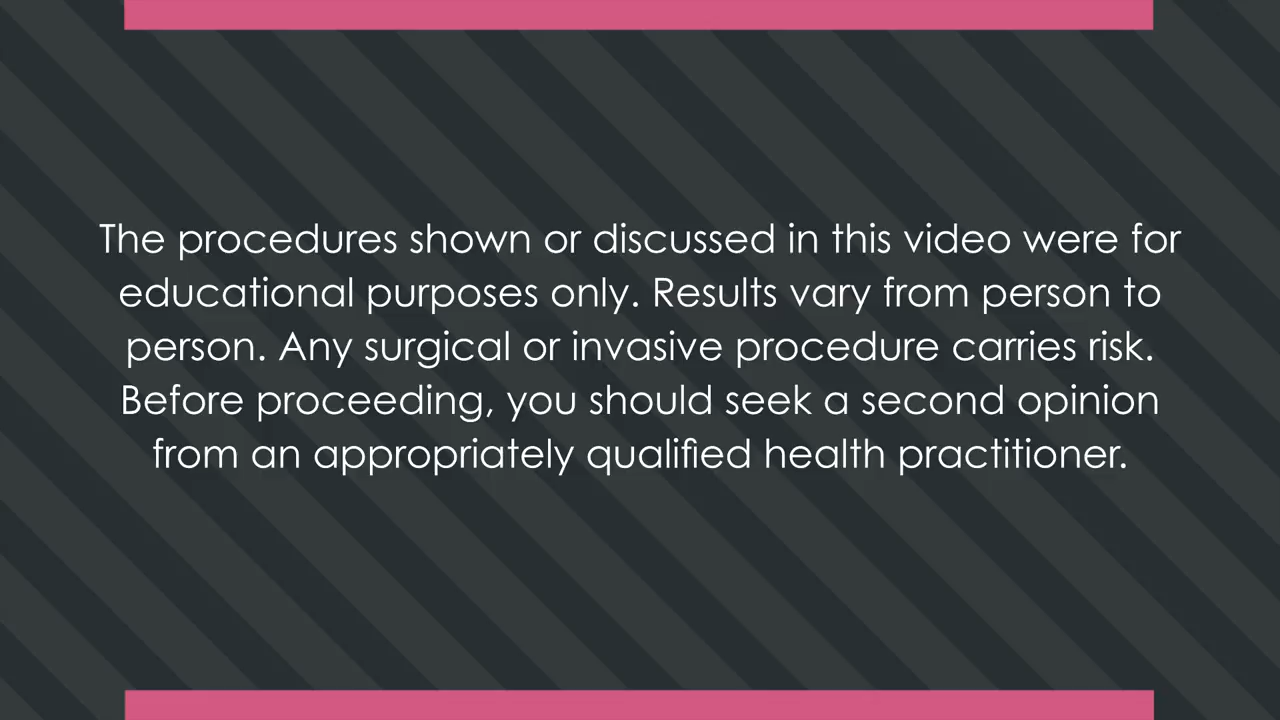 The procedures shown or discussed in this video were for
educational purposes only. Results vary from person to
person. Any surgical or invasive procedure carries risk.
Before proceeding, you should seek a second opinion
from an appropriately qualified health practitioner.